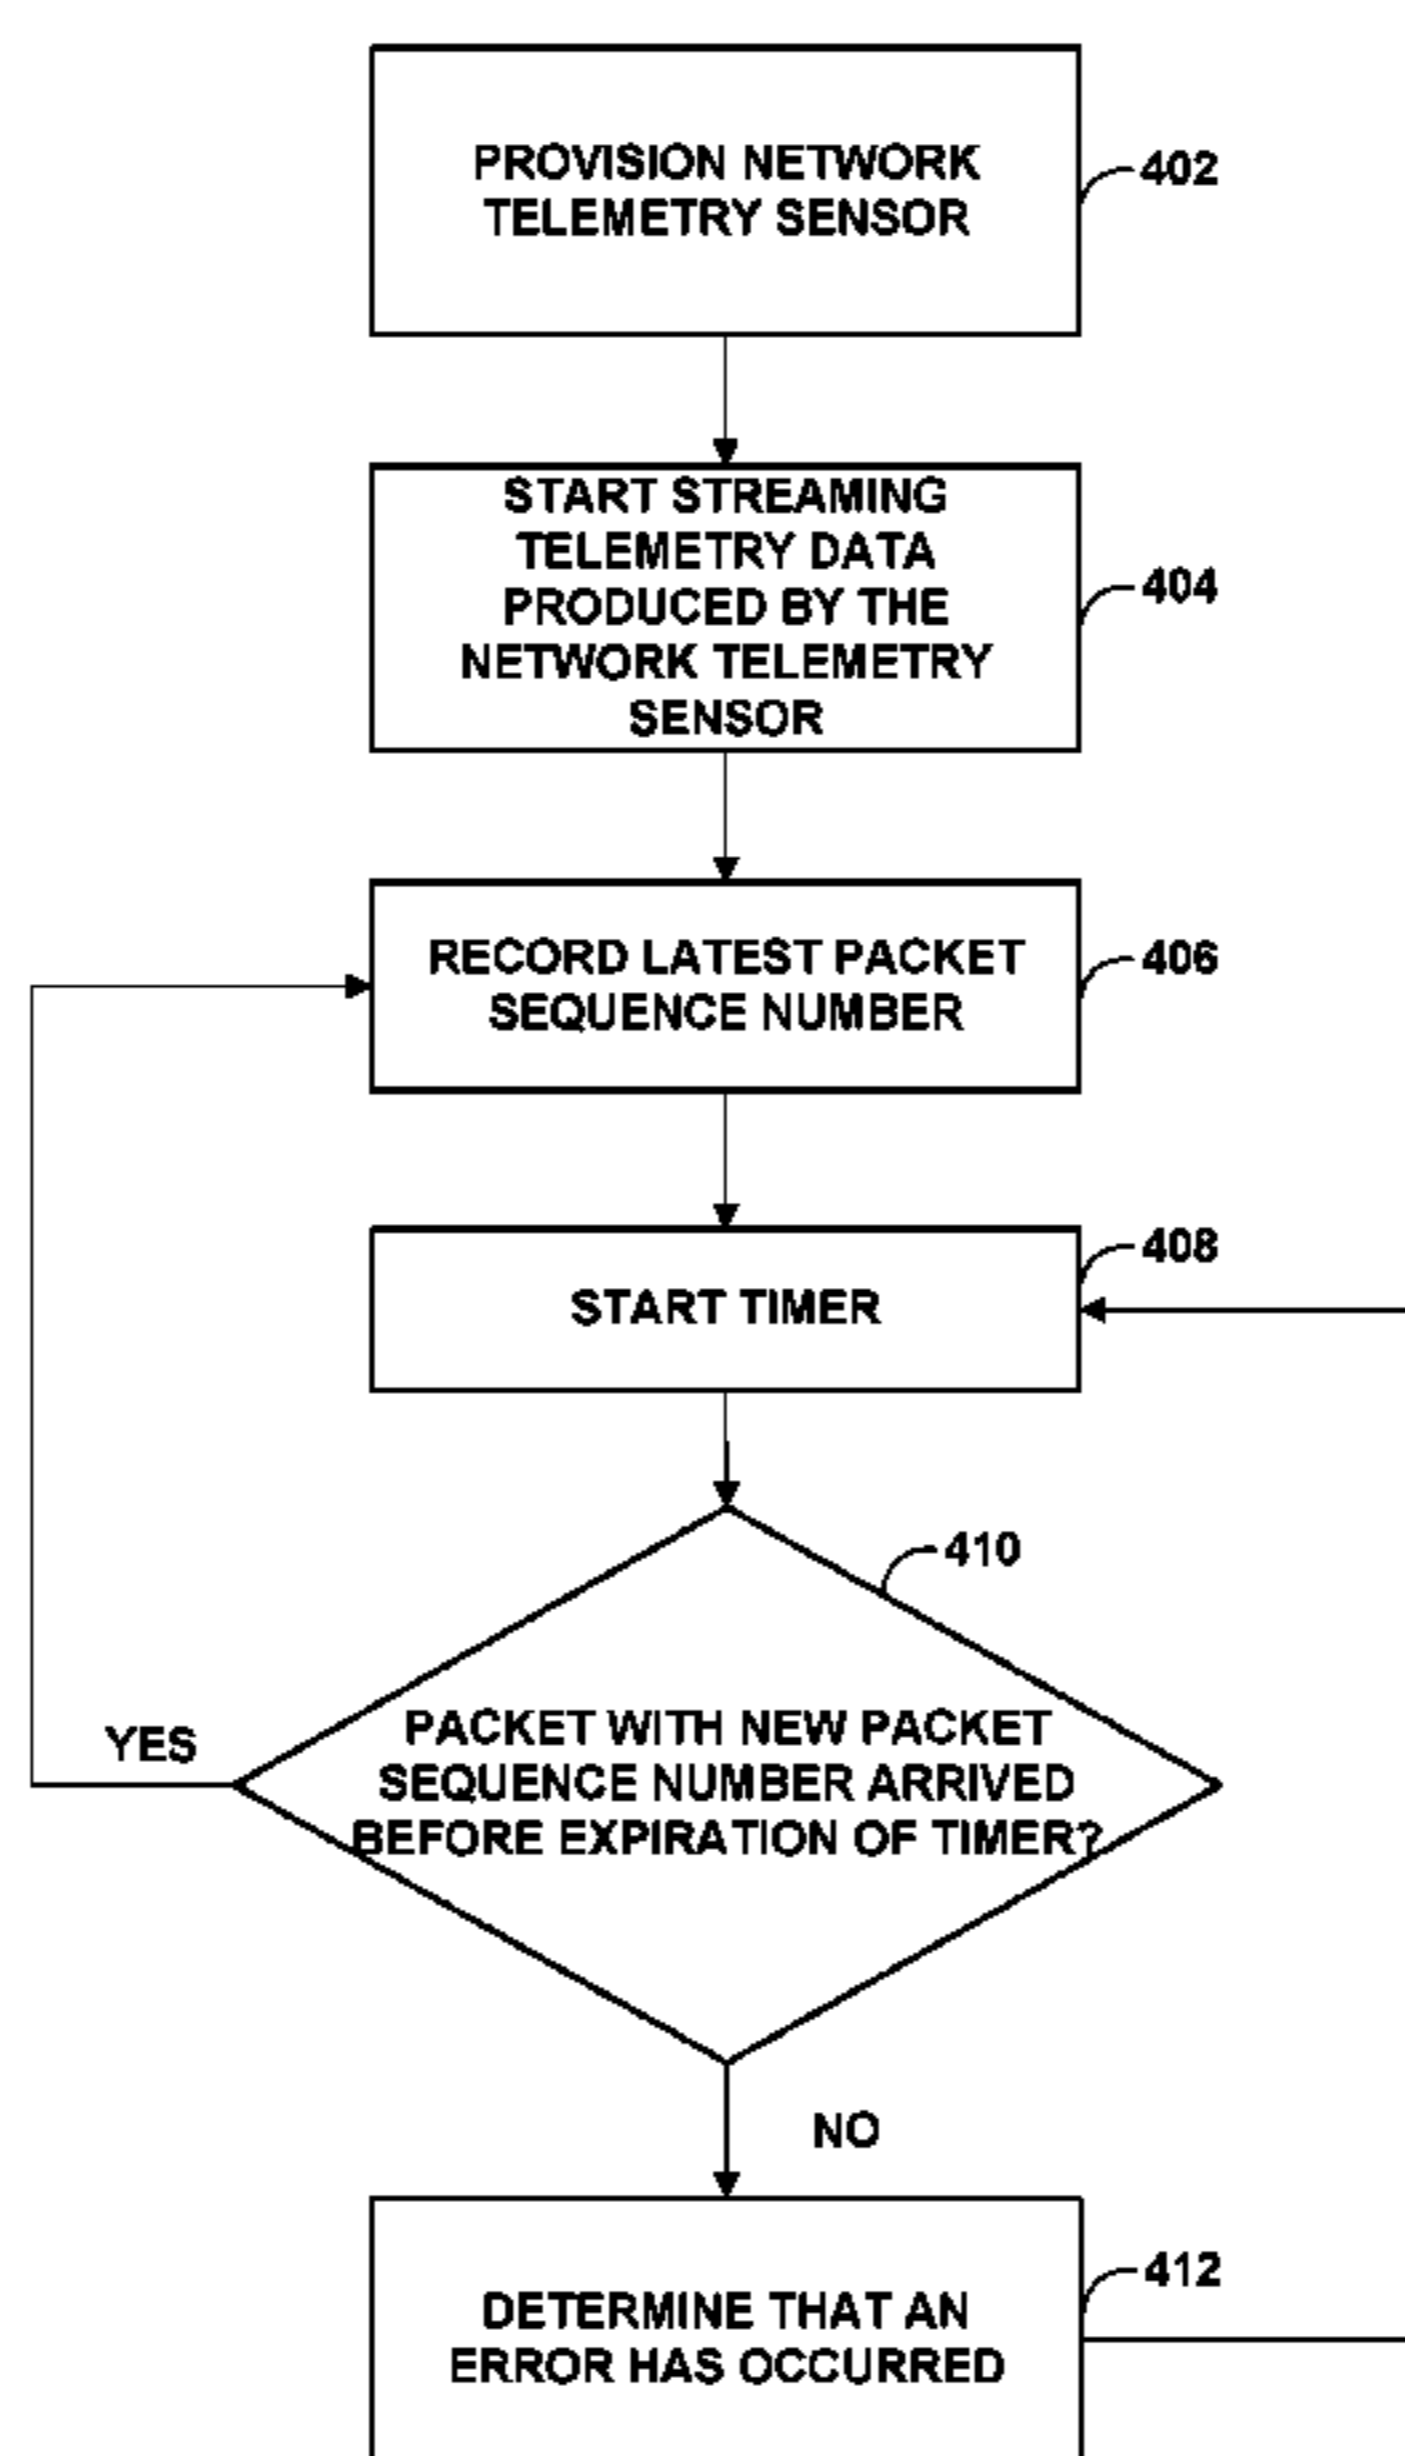 PROVISION NETWORK
TELEMETRY SENSOR
402
START STREAMING
TELEMETRY DATA
PRODUCED BY THE
NETWORK TELEMETRY
SENSOR
404
RECORD LATEST PACKET
SEQUENCE NUMBER
406
START TIMER
408
410
PACKET WITH NEW PACKET
SEQUENCE NUMBER ARRIVED
BEFORE EXPIRATION OF TIMER?
YES
NO
DETERMINE THAT AN
ERROR HAS OCCURRED
412